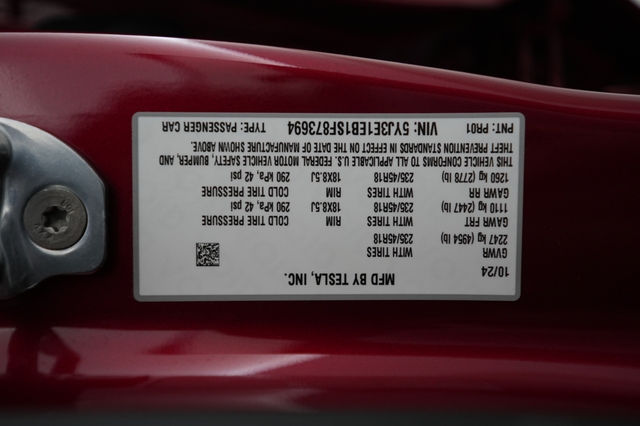 MFD BY TESLA, INC.
10/24
GVWR
2247 kg (4954 lb) WITH TIRES 235/45R18
GAWR FRT
1110 kg (2447 lb) WITH TIRES 235/45R18 RIM 18X8.5J COLD TIRE PRESSURE 290 kPa, 42 psi
GAWR RR
1260 kg (2778 lb) WITH TIRES 235/45R18 RIM 18X8.5J COLD TIRE PRESSURE 290 kPa, 42 psi
THIS VEHICLE CONFORMS TO ALL APPLICABLE U.S. FEDERAL MOTOR VEHICLE SAFETY, BUMPER, AND
THEFT PREVENTION STANDARDS IN EFFECT ON THE DATE OF MANUFACTURE SHOWN ABOVE.
PNT: PR01 VIN: 5YJ3E1EB1SF873694 TYPE: PASSENGER CAR